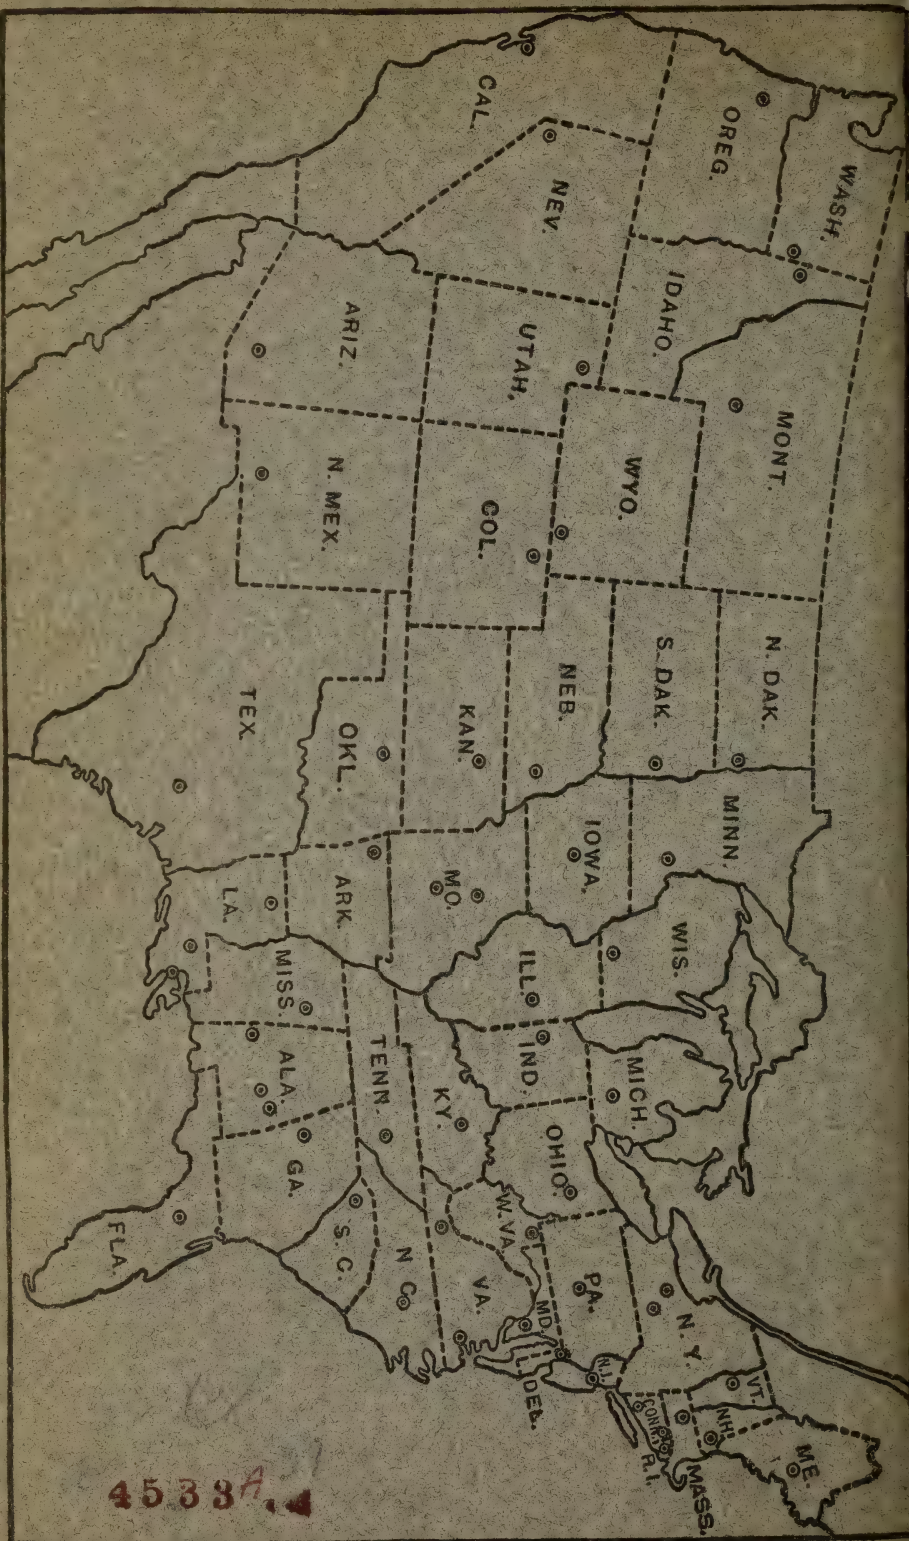 WASH.
OREG.
CAL.
NEV.
IDAHO.
MONT.
WYO.
UTAH.
COL.
ARIZ.
N. MEX.
N. DAK.
S. DAK.
NEB.
KAN.
OKL.
TEX.
MINN.
IOWA.
MO.
ARK.
LA.
WIS.
ILL.
MICH.
IND.
OHIO.
KY.
TENN.
MISS.
ALA.
GA.
FLA.
S. C.
N. C.
VA.
W.VA.
MD.
DEL.
PA.
N.J.
N. Y.
CONN.
R.I.
MASS.
VT.
N.H.
ME.
4533